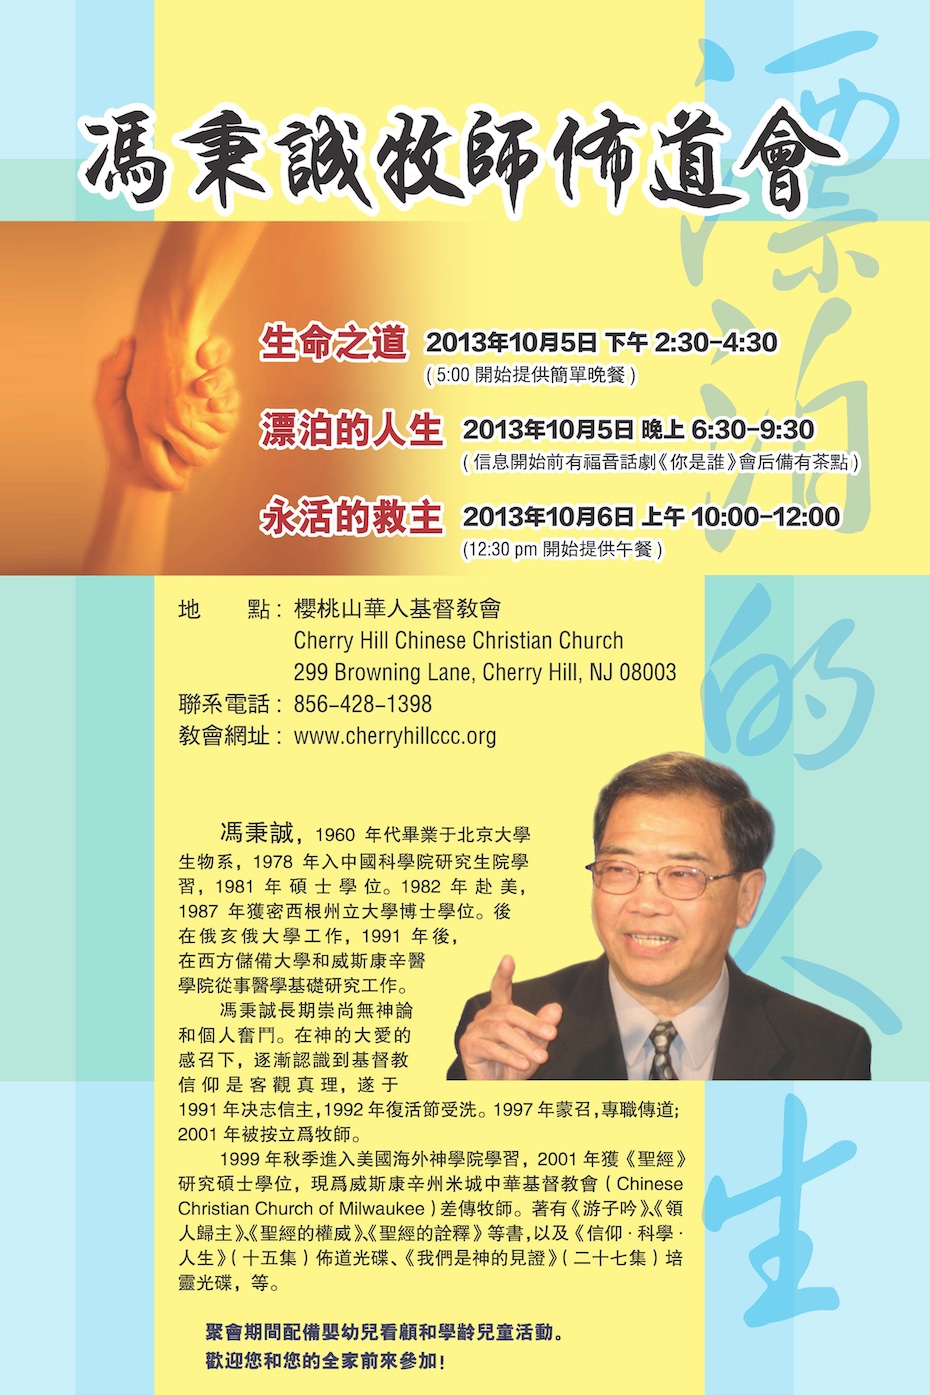 馮秉誠牧師佈道會
漂泊的人生
生命之道 2013年10月5日 下午 2:30-4:30
( 5:00 開始提供簡單晚餐 )
漂泊的人生 2013年10月5日 晚上 6:30-9:30
( 信息開始前有福音話劇《你是誰》會后備有茶點 )
永活的救主 2013年10月6日 上午 10:00-12:00
(12:30 pm 開始提供午餐 )
地 點： 櫻桃山華人基督教會
Cherry Hill Chinese Christian Church
299 Browning Lane, Cherry Hill, NJ 08003
聯系電話： 856-428-1398
教會網址： www.cherryhillccc.org
馮秉誠，1960 年代畢業于北京大學
生物系，1978 年入中國科學院研究生院學
習，1981 年碩士學位。1982 年赴美，
1987 年獲密西根州立大學博士學位。後
在俄亥俄大學工作，1991 年後，
在西方儲備大學和威斯康辛醫
學院從事醫學基礎研究工作。
馮秉誠長期崇尚無神論
和個人奮鬥。在神的大愛的
感召下，逐漸認識到基督教
信仰是客觀真理，遂于
1991 年决志信主，1992 年復活節受洗。1997 年蒙召，專職傳道；
2001 年被按立爲牧師。
1999 年秋季進入美國海外神學院學習，2001 年獲《聖經》
研究碩士學位，現爲威斯康辛州米城中華基督教會（Chinese
Christian Church of Milwaukee）差傳牧師。著有《游子吟》、《領
人歸主》、《聖經的權威》、《聖經的詮釋》等書，以及《信仰·科學·
人生》（十五集）佈道光碟、《我們是神的見證》（二十七集）培
靈光碟，等。
聚會期間配備嬰幼兒看顧和學齡兒童活動。
歡迎您和您的全家前來參加！